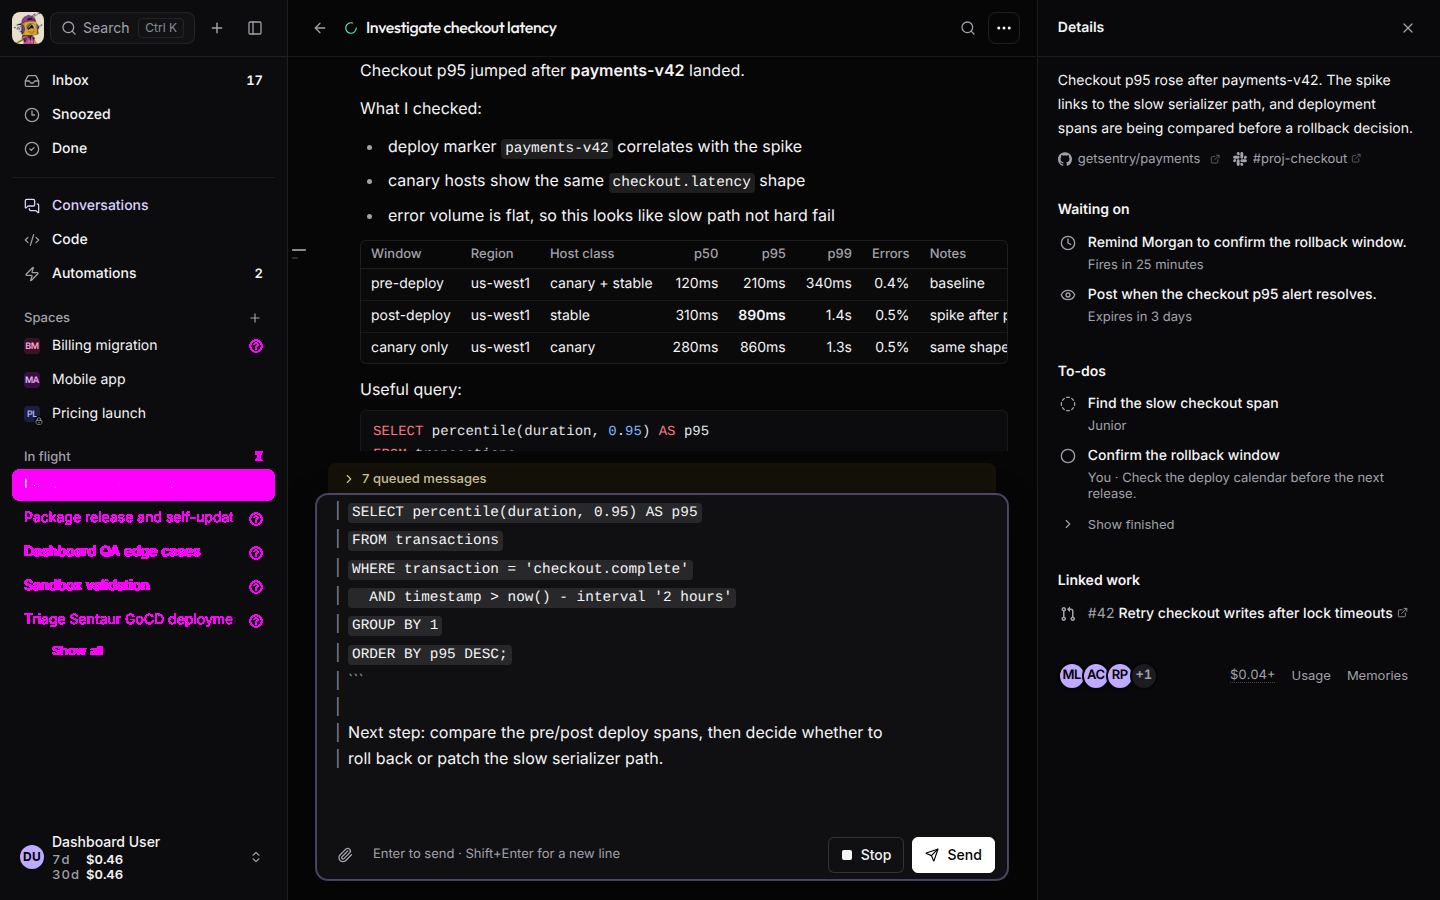 Search Ctrl K
Inbox 17
Snoozed
Done
Conversations
Code
Automations 2
Spaces
BM Billing migration
MA Mobile app
PL Pricing launch
In flight
Package release and self-updat
Dashboard QA edge cases
Sandbox validation
Triage Sentaur GoCD deployme
Show all
DU Dashboard User
7d $0.46
30d $0.46
Investigate checkout latency
Checkout p95 jumped after payments-v42 landed.
What I checked:
deploy marker payments-v42 correlates with the spike
canary hosts show the same checkout.latency shape
error volume is flat, so this looks like slow path not hard fail
Window Region Host class p50 p95 p99 Errors Notes
pre-deploy us-west1 canary + stable 120ms 210ms 340ms 0.4% baseline
post-deploy us-west1 stable 310ms 890ms 1.4s 0.5% spike after p
canary only us-west1 canary 280ms 860ms 1.3s 0.5% same shape
Useful query:
SELECT percentile(duration, 0.95) AS p95
FROM transactions
7 queued messages
SELECT percentile(duration, 0.95) AS p95
FROM transactions
WHERE transaction = 'checkout.complete'
AND timestamp > now() - interval '2 hours'
GROUP BY 1
ORDER BY p95 DESC;
```
Next step: compare the pre/post deploy spans, then decide whether to
roll back or patch the slow serializer path.
Enter to send · Shift+Enter for a new line
Stop
Send
Details
Checkout p95 rose after payments-v42. The spike
links to the slow serializer path, and deployment
spans are being compared before a rollback decision.
getsentry/payments #proj-checkout
Waiting on
Remind Morgan to confirm the rollback window.
Fires in 25 minutes
Post when the checkout p95 alert resolves.
Expires in 3 days
To-dos
Find the slow checkout span
Junior
Confirm the rollback window
You · Check the deploy calendar before the next
release.
Show finished
Linked work
#42 Retry checkout writes after lock timeouts
ML AC RP +1 $0.04+ Usage Memories